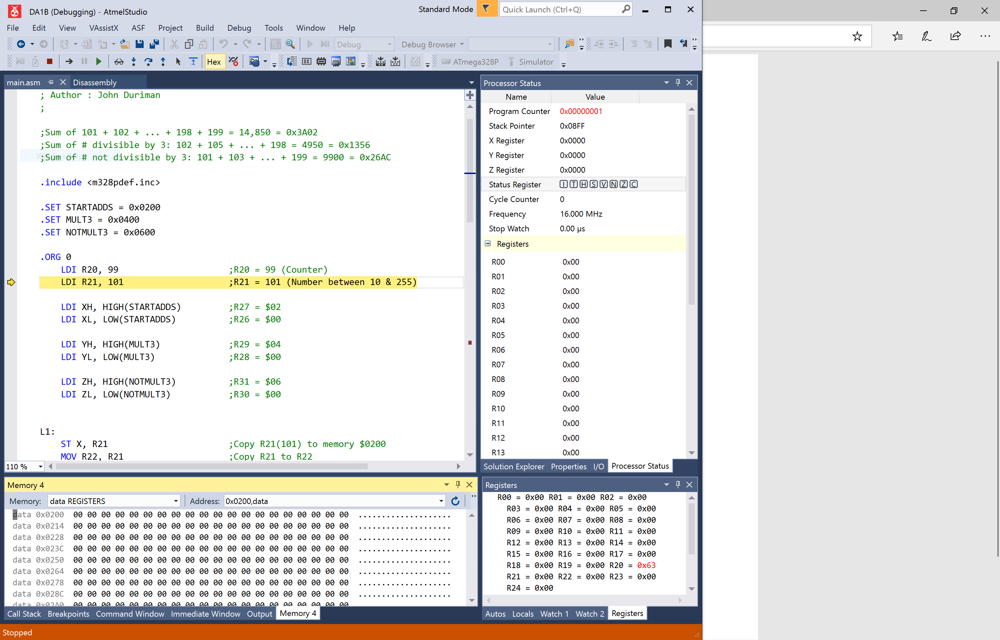 DA1B (Debugging) - AtmelStudio
Standard Mode
Quick Launch (Ctrl+Q)
File Edit View VAssistX ASF Project Build Debug Tools Window Help
Debug
Debug Browser
Hex
ATmega328P
Simulator
main.asm
Disassembly
; Author : John Duriman
;
;Sum of 101 + 102 + ... + 198 + 199 = 14,850 = 0x3A02
;Sum of # divisible by 3: 102 + 105 + ... + 198 = 4950 = 0x1356
;Sum of # not divisible by 3: 101 + 103 + ... + 199 = 9900 = 0x26AC
.include <m328pdef.inc>
.SET STARTADDS = 0x0200
.SET MULT3 = 0x0400
.SET NOTMULT3 = 0x0600
.ORG 0
LDI R20, 99 ;R20 = 99 (Counter)
LDI R21, 101 ;R21 = 101 (Number between 10 & 255)
LDI XH, HIGH(STARTADDS) ;R27 = $02
LDI XL, LOW(STARTADDS) ;R26 = $00
LDI YH, HIGH(MULT3) ;R29 = $04
LDI YL, LOW(MULT3) ;R28 = $00
LDI ZH, HIGH(NOTMULT3) ;R31 = $06
LDI ZL, LOW(NOTMULT3) ;R30 = $00
L1:
ST X, R21 ;Copy R21(101) to memory $0200
MOV R22, R21 ;Copy R21 to R22
110 %
Processor Status
Name Value
Program Counter 0x00000001
Stack Pointer 0x08FF
X Register 0x0000
Y Register 0x0000
Z Register 0x0000
Status Register I T H S V N Z C
Cycle Counter 0
Frequency 16.000 MHz
Stop Watch 0.00 µs
Registers
R00 0x00
R01 0x00
R02 0x00
R03 0x00
R04 0x00
R05 0x00
R06 0x00
R07 0x00
R08 0x00
R09 0x00
R10 0x00
R11 0x00
R12 0x00
R13 0x00
Solution Explorer Properties I/O Processor Status
Memory 4
Memory: data REGISTERS Address: 0x0200,data
data 0x0200 00 00 00 00 00 00 00 00 00 00 00 00 00 00 00 00 00 00 00 00 ....................
data 0x0214 00 00 00 00 00 00 00 00 00 00 00 00 00 00 00 00 00 00 00 00 ....................
data 0x0228 00 00 00 00 00 00 00 00 00 00 00 00 00 00 00 00 00 00 00 00 ....................
data 0x023C 00 00 00 00 00 00 00 00 00 00 00 00 00 00 00 00 00 00 00 00 ....................
data 0x0250 00 00 00 00 00 00 00 00 00 00 00 00 00 00 00 00 00 00 00 00 ....................
data 0x0264 00 00 00 00 00 00 00 00 00 00 00 00 00 00 00 00 00 00 00 00 ....................
data 0x0278 00 00 00 00 00 00 00 00 00 00 00 00 00 00 00 00 00 00 00 00 ....................
data 0x028C 00 00 00 00 00 00 00 00 00 00 00 00 00 00 00 00 00 00 00 00 ....................
data 0x02A0 00 00 00 00 00 00 00 00 00 00 00 00 00 00 00 00 00 00 00 00
Call Stack Breakpoints Command Window Immediate Window Output Memory 4
Registers
R00 = 0x00 R01 = 0x00 R02 = 0x00
R03 = 0x00 R04 = 0x00 R05 = 0x00
R06 = 0x00 R07 = 0x00 R08 = 0x00
R09 = 0x00 R10 = 0x00 R11 = 0x00
R12 = 0x00 R13 = 0x00 R14 = 0x00
R15 = 0x00 R16 = 0x00 R17 = 0x00
R18 = 0x00 R19 = 0x00 R20 = 0x63
R21 = 0x00 R22 = 0x00 R23 = 0x00
R24 = 0x00
Autos Locals Watch 1 Watch 2 Registers
Stopped